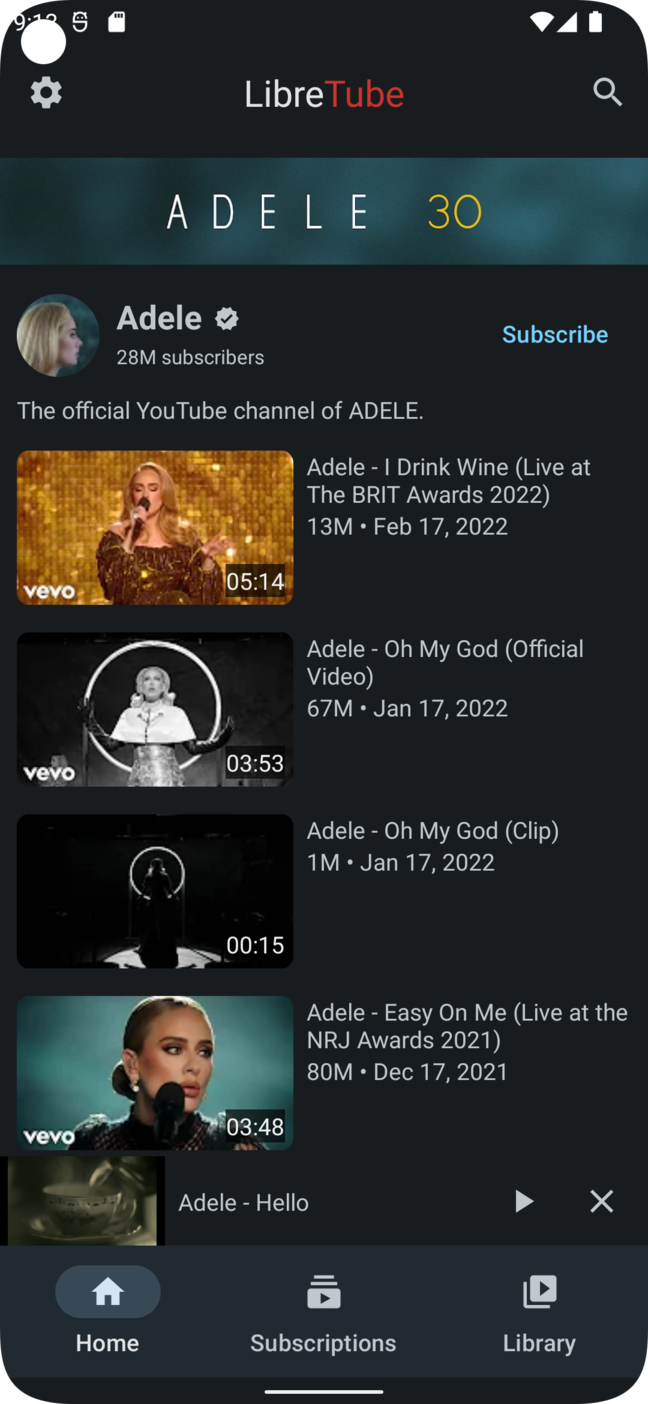 LibreTube
ADELE 30
Adele
28M subscribers
Subscribe
The official YouTube channel of ADELE.
Adele - I Drink Wine (Live at
The BRIT Awards 2022)
13M • Feb 17, 2022
vevo
05:14
Adele - Oh My God (Official
Video)
67M • Jan 17, 2022
vevo
03:53
Adele - Oh My God (Clip)
1M • Jan 17, 2022
00:15
Adele - Easy On Me (Live at the
NRJ Awards 2021)
80M • Dec 17, 2021
vevo
03:48
Adele - Hello
Home
Subscriptions
Library